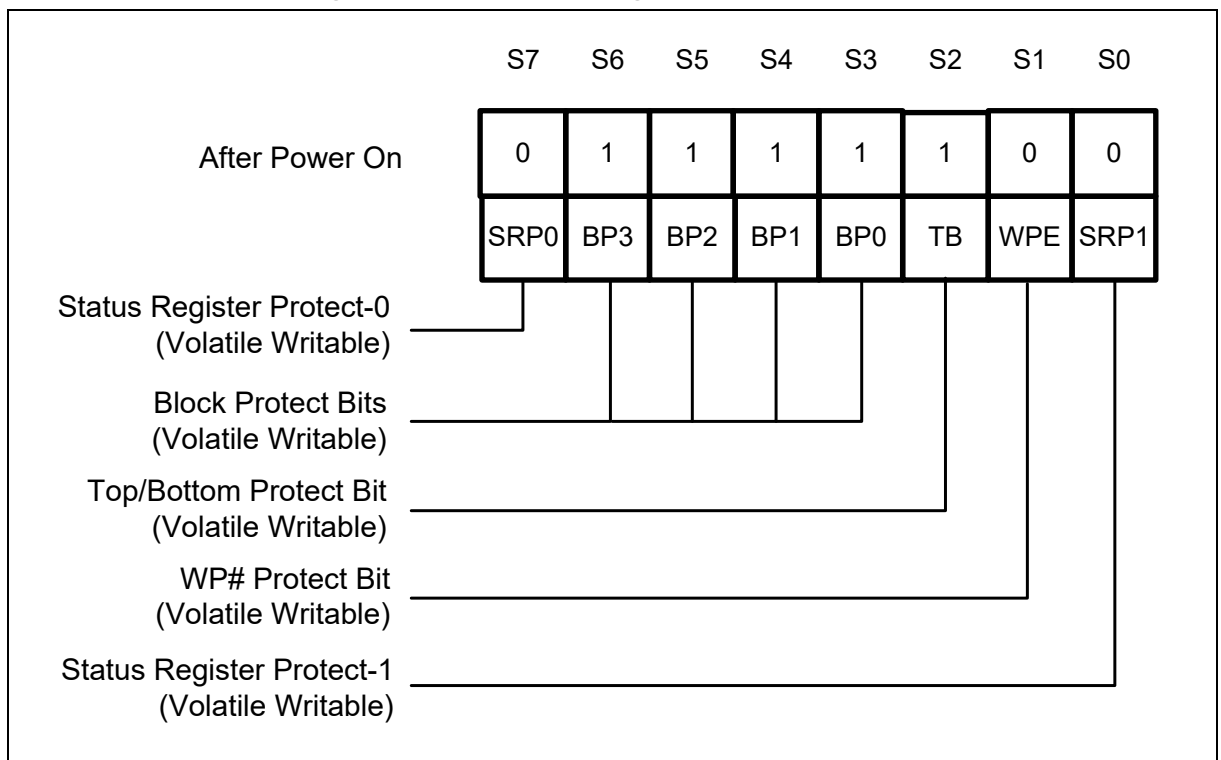 S7 S6 S5 S4 S3 S2 S1 S0
After Power On 0 1 1 1 1 1 0 0
SRP0 BP3 BP2 BP1 BP0 TB WPE SRP1
Status Register Protect-0
(Volatile Writable)
Block Protect Bits
(Volatile Writable)
Top/Bottom Protect Bit
(Volatile Writable)
WP# Protect Bit
(Volatile Writable)
Status Register Protect-1
(Volatile Writable)